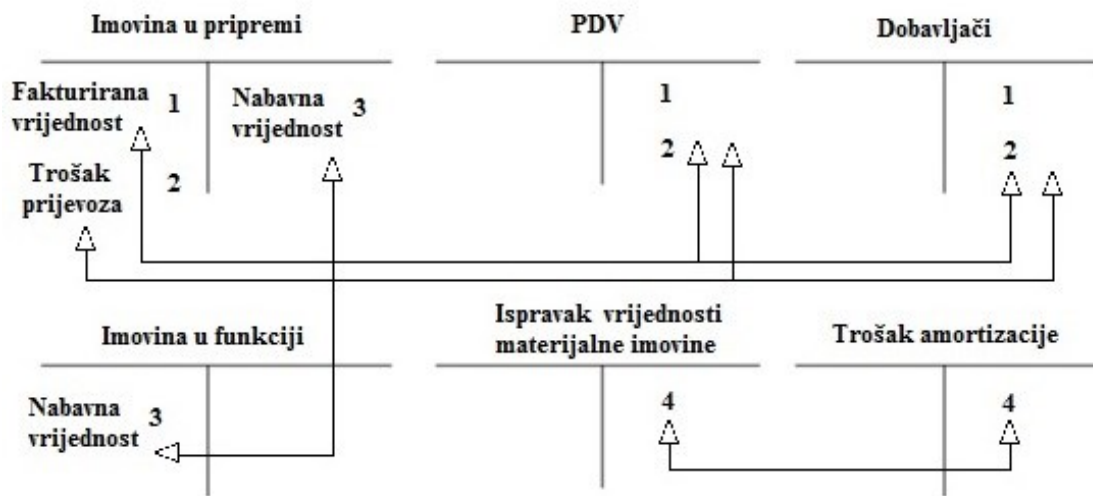 Imovina u pripremi
PDV
Dobavljači
Fakturirana
vrijednost
1
Nabavna
vrijednost
3
1
1
2
2
Trošak
prijevoza
2
Imovina u funkciji
Ispravak vrijednosti
materijalne imovine
Trošak amortizacije
Nabavna
vrijednost
3
4
4